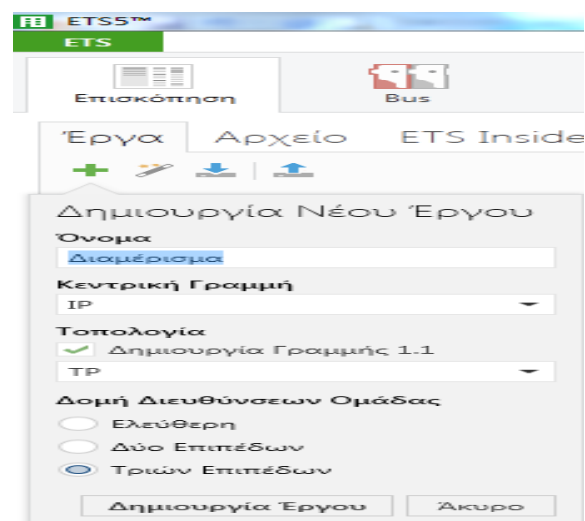 ETS5™
ETS
Επισκόπηση Bus
Έργα Αρχείο ETS Inside
Δημιουργία Νέου Έργου
Όνομα
Διαμέρισμα
Κεντρική Γραμμή
IP
Τοπολογία
Δημιουργία Γραμμής 1.1
TP
Δομή Διευθύνσεων Ομάδας
Ελεύθερη
Δύο Επιπέδων
Τριών Επιπέδων
Δημιουργία Έργου Άκυρο